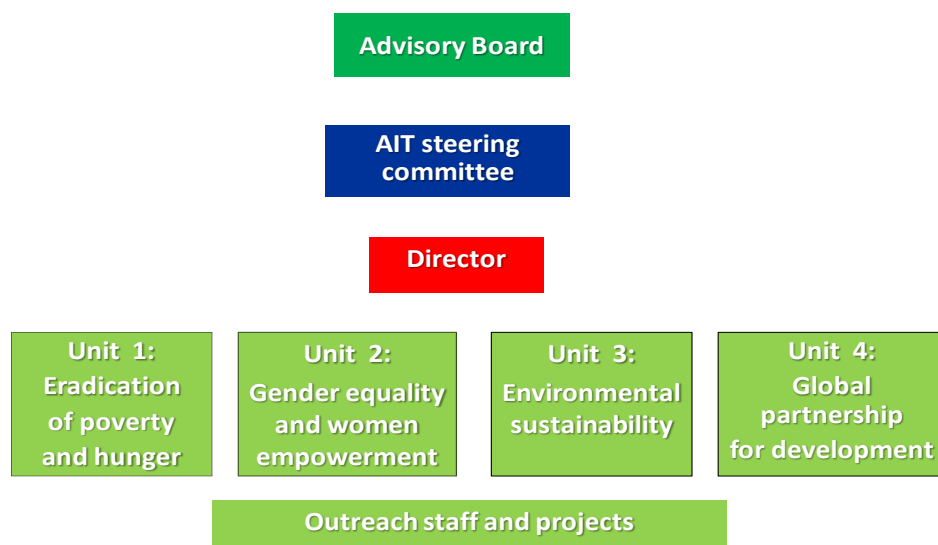 Advisory Board
AIT steering
committee
Director
Unit 1:
Eradication
of poverty
and hunger
Unit 2:
Gender equality
and women
empowerment
Unit 3:
Environmental
sustainability
Unit 4:
Global
partnership
for development
Outreach staff and projects